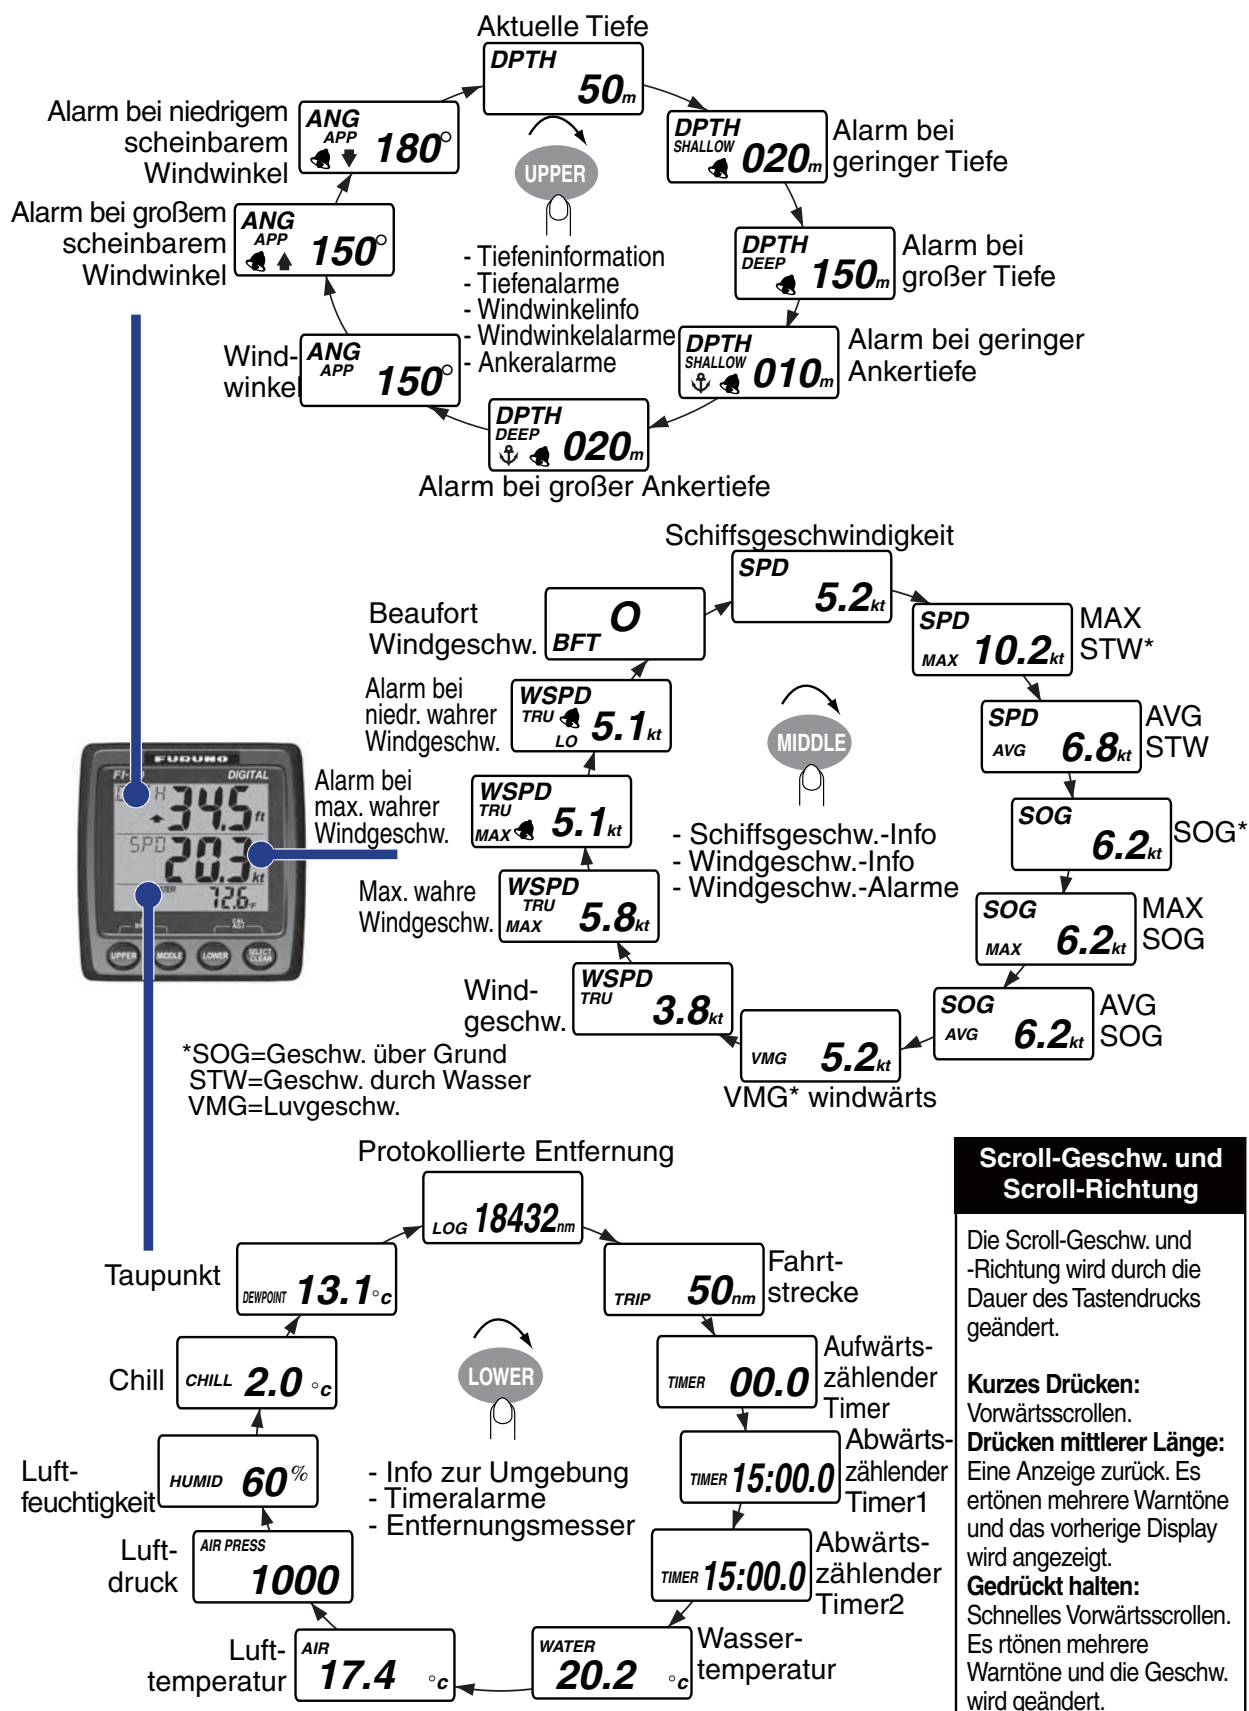 Aktuelle Tiefe
DPTH
50m
Alarm bei niedrigem
scheinbarem
Windwinkel
ANG
APP
180°
DPTH
SHALLOW
020m
Alarm bei
geringer Tiefe
UPPER
Alarm bei großem
scheinbarem
Windwinkel
ANG
APP
150°
DPTH
DEEP
150m
Alarm bei
großer Tiefe
- Tiefeninformation
- Tiefenalarme
- Windwinkelinfo
- Windwinkelalarme
- Ankeralarme
Wind-
winkel
ANG
APP
150°
DPTH
SHALLOW
010m
Alarm bei geringer
Ankertiefe
DPTH
DEEP
020m
Alarm bei großer Ankertiefe
Schiffsgeschwindigkeit
SPD
5.2kt
Beaufort
Windgeschw.
O
BFT
SPD
MAX 10.2kt
MAX
STW*
Alarm bei
niedr. wahrer
Windgeschw.
WSPD
TRU
LO 5.1kt
MIDDLE
SPD
AVG 6.8kt
AVG
STW
FURUNO
DIGITAL
34.5 ft
SPD
20.3 kt
72.6°F
UPPER
MIDDLE
LOWER
SELECT
CLEAR
CAL
ADJ
Alarm bei
max. wahrer
Windgeschw.
WSPD
TRU
MAX 5.1kt
- Schiffsgeschw.-Info
- Windgeschw.-Info
- Windgeschw.-Alarme
SOG
6.2kt
SOG*
Max. wahre
Windgeschw.
WSPD
TRU
MAX 5.8kt
SOG
MAX 6.2kt
MAX
SOG
Wind-
geschw.
WSPD
TRU
3.8kt
VMG 5.2kt
VMG* windwärts
SOG
AVG 6.2kt
AVG
SOG
*SOG=Geschw. über Grund
STW=Geschw. durch Wasser
VMG=Luvgeschw.
Protokollierte Entfernung
LOG 18432nm
Taupunkt
DEWPOINT 13.1°c
TRIP 50nm
Fahrt-
strecke
Chill
CHILL 2.0 °c
LOWER
TIMER 00.0
Aufwärts-
zählender
Timer
Luft-
feuchtigkeit
HUMID 60%
- Info zur Umgebung
- Timeralarme
- Entfernungsmesser
TIMER 15:00.0
Abwärts-
zählender
Timer1
Luft-
druck
AIR PRESS
1000
TIMER 15:00.0
Abwärts-
zählender
Timer2
Luft-
temperatur
AIR
17.4 °c
WATER
20.2 °c
Wasser-
temperatur
Scroll-Geschw. und
Scroll-Richtung
Die Scroll-Geschw. und
-Richtung wird durch die
Dauer des Tastendrucks
geändert.
Kurzes Drücken:
Vorwärtsscrollen.
Drücken mittlerer Länge:
Eine Anzeige zurück. Es
ertönen mehrere Warntöne
und das vorherige Display
wird angezeigt.
Gedrückt halten:
Schnelles Vorwärtsscrollen.
Es rtönen mehrere
Warntöne und die Geschw.
wird geändert.